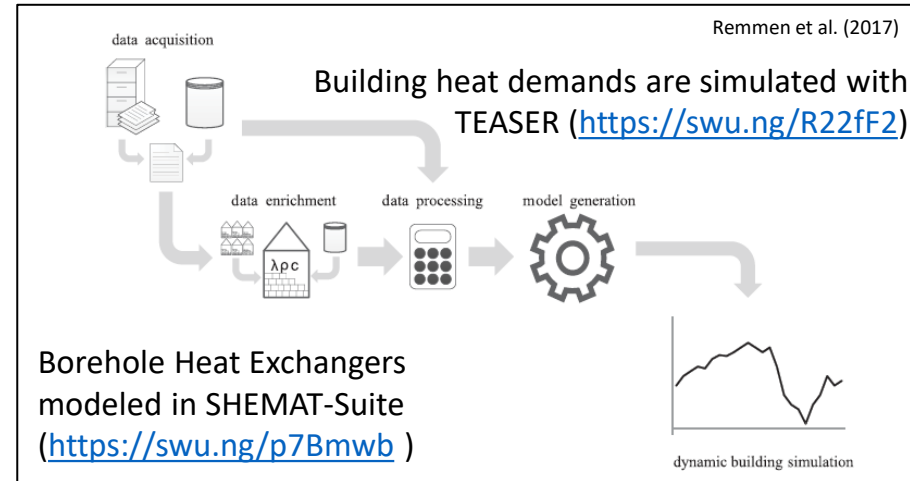 Remmen et al. (2017)
data acquisition
Building heat demands are simulated with
TEASER (https://swu.ng/R22fF2)
data enrichment
data processing
model generation
λρc
Borehole Heat Exchangers
modeled in SHEMAT-Suite
(https://swu.ng/p7Bmwb )
dynamic building simulation